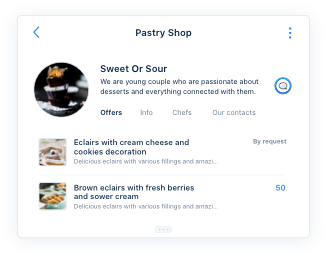 Pastry Shop
Sweet Or Sour
We are young couple who are passionate about
desserts and everything connected with them.
Offers Info Chefs Our contacts
Eclairs with cream cheese and
cookies decoration
By request
Delicious eclairs with various fillings and amazi...
Brown eclairs with fresh berries
and sower cream
50
Delicious eclairs with various fillings and amazi...